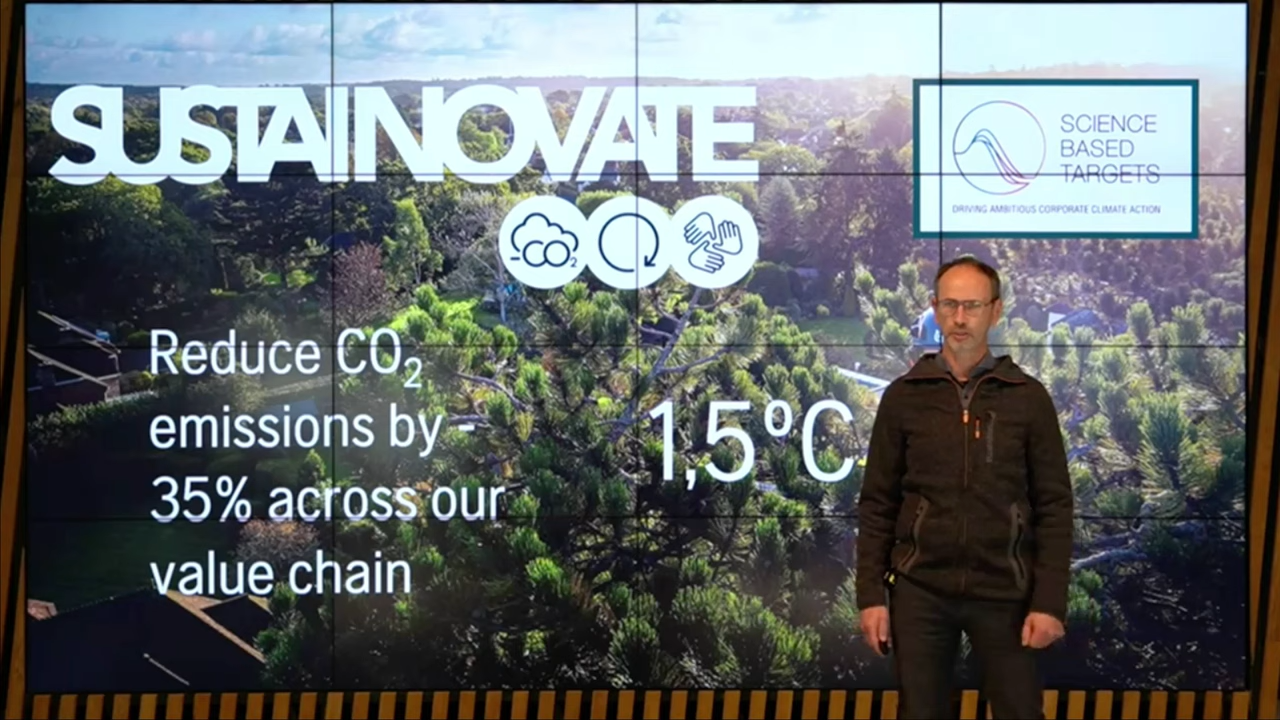 SUSTAINOVATE
SCIENCE
BASED
TARGETS
DRIVING AMBITIOUS CORPORATE CLIMATE ACTION
-CO₂
Reduce CO₂
emissions by -
35% across our
value chain
1,5ºC